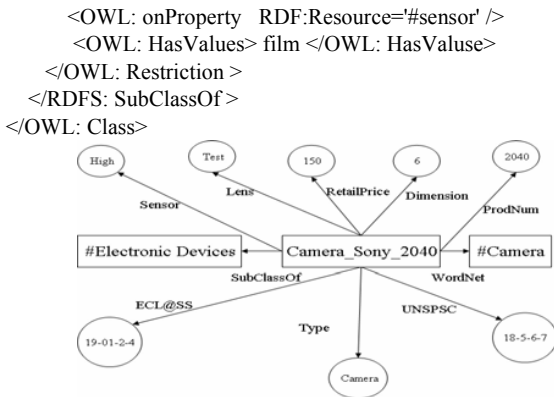 <OWL: onProperty RDF:Resource='#sensor' />
<OWL: HasValues> film </OWL: HasValuse>
</OWL: Restriction >
</RDFS: SubClassOf >
</OWL: Class>
High
Test
150
6
2040
Sensor
Lens
RetailPrice
Dimension
ProdNum
#Electronic Devices
Camera_Sony_2040
#Camera
SubClassOf
WordNet
ECL@SS
UNSPSC
Type
19-01-2-4
18-5-6-7
Camera